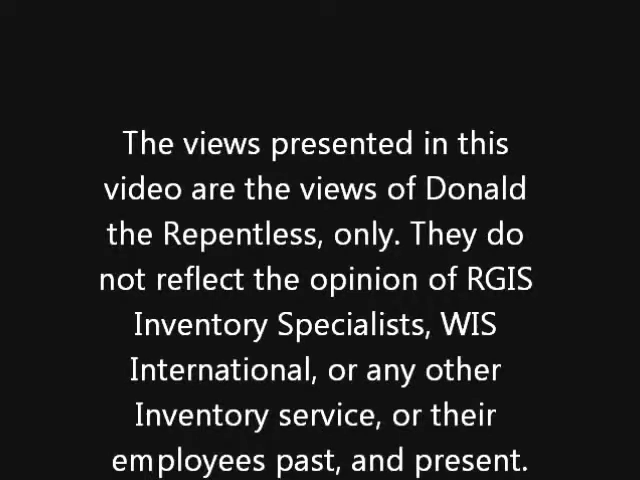 The views presented in this
video are the views of Donald
the Repentless, only. They do
not reflect the opinion of RGIS
Inventory Specialists, WIS
International, or any other
Inventory service, or their
employees past, and present.